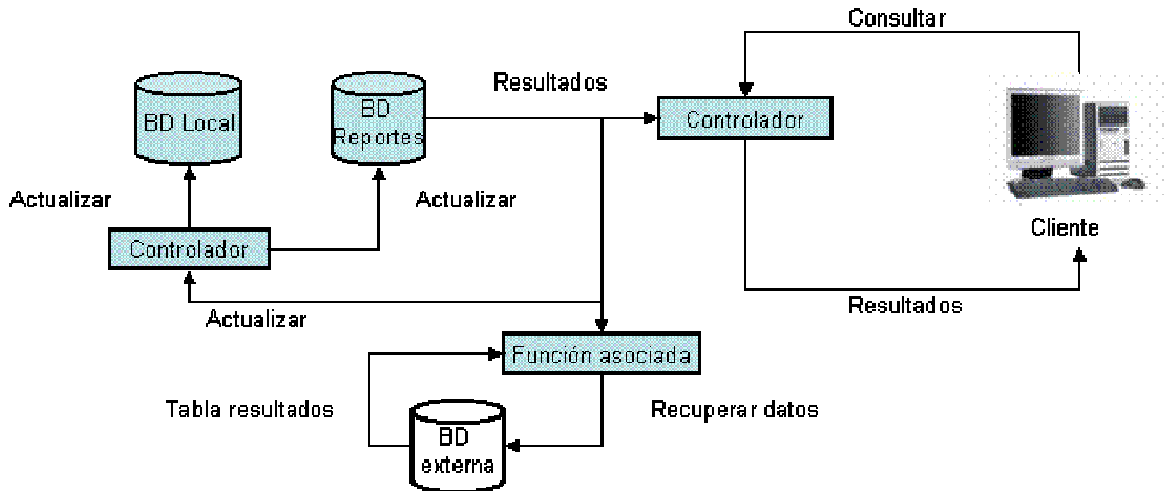 Consultar
Resultados
BD Local
BD
Reportes
Controlador
Actualizar
Actualizar
Cliente
Controlador
Resultados
Actualizar
Función asociada
Tabla resultados
Recuperar datos
BD
externa